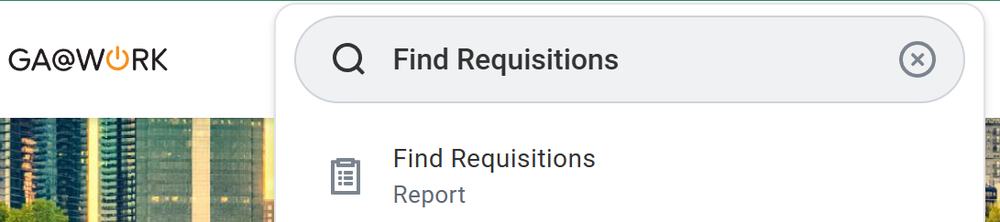 GA@WORK
Find Requisitions
Find Requisitions
Report